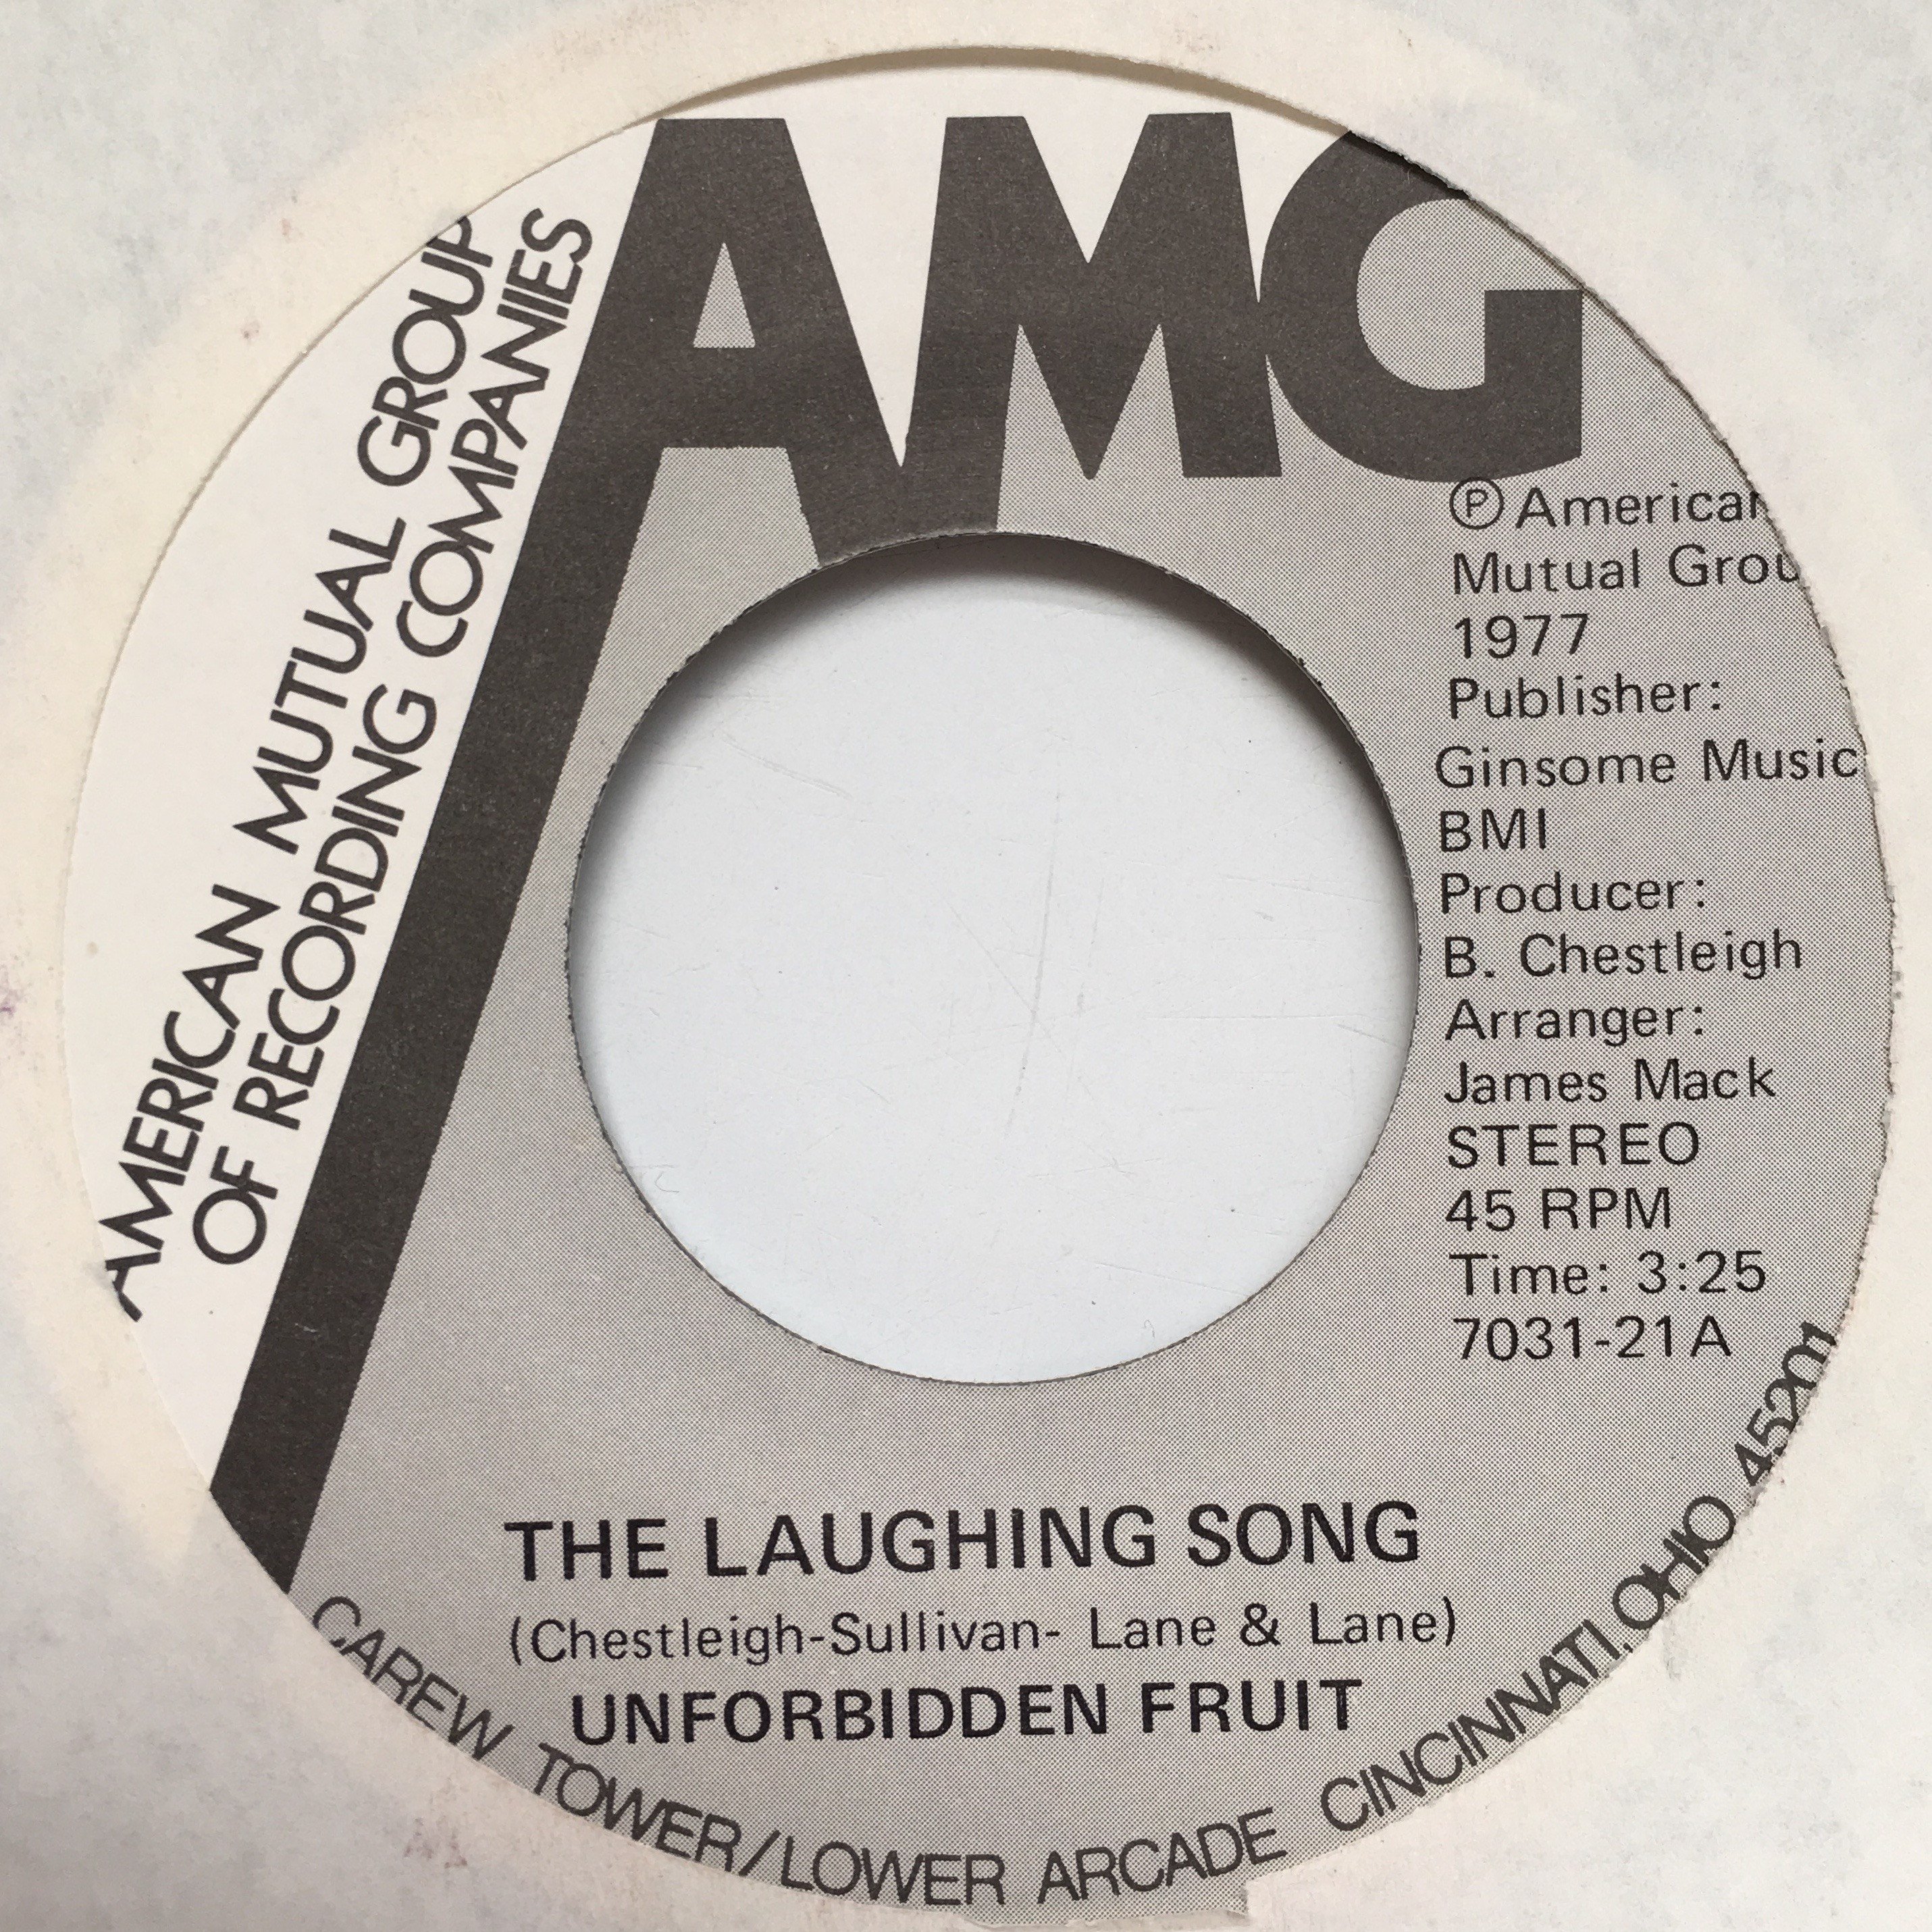 AMG
AMERICAN MUTUAL GROUP
OF RECORDING COMPANIES
Ⓟ American
Mutual Grou
1977
Publisher:
Ginsome Music
BMI
Producer:
B. Chestleigh
Arranger:
James Mack
STEREO
45 RPM
Time: 3:25
7031-21A
THE LAUGHING SONG
(Chestleigh-Sullivan- Lane & Lane)
UNFORBIDDEN FRUIT
CAREW TOWER/LOWER ARCADE CINCINNATI, OHIO 45201